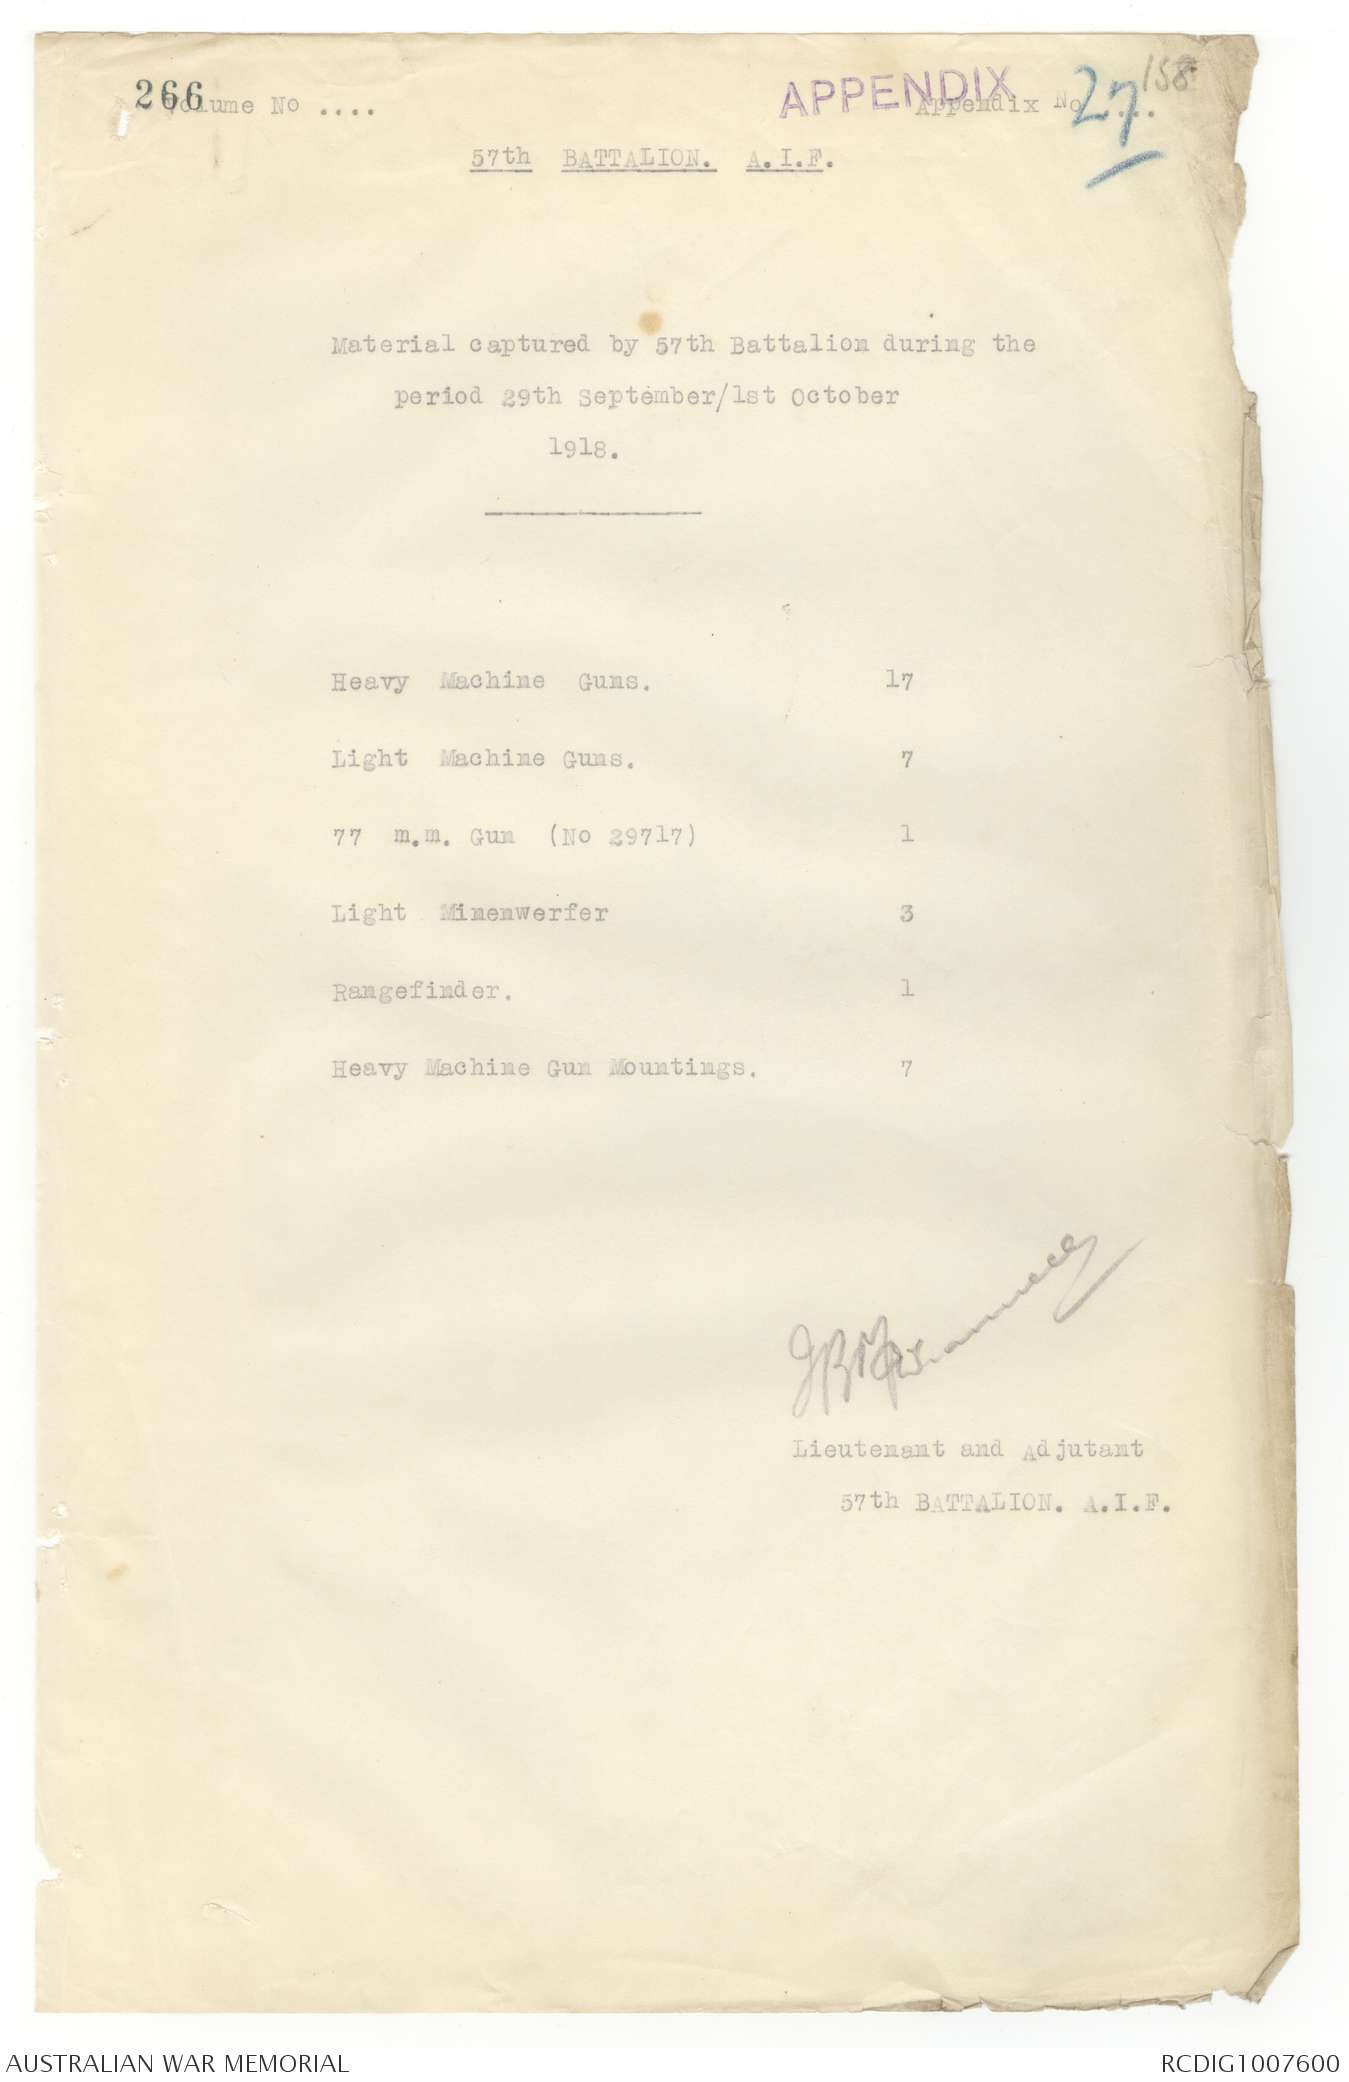 266 Volume No .... APPENDIX Appendix No .... 27 158
57th BATTALION. A.I.F.
Material captured by 57th Battalion during the
period 29th September/1st October
1918.
Heavy Machine Guns. 17
Light Machine Guns. 7
77 m.m. Gun (No 29717) 1
Light Minenwerfer 3
Rangefinder. 1
Heavy Machine Gun Mountings. 7
Lieutenant and Adjutant
57th BATTALION. A.I.F.
AUSTRALIAN WAR MEMORIAL RCDIG1007600